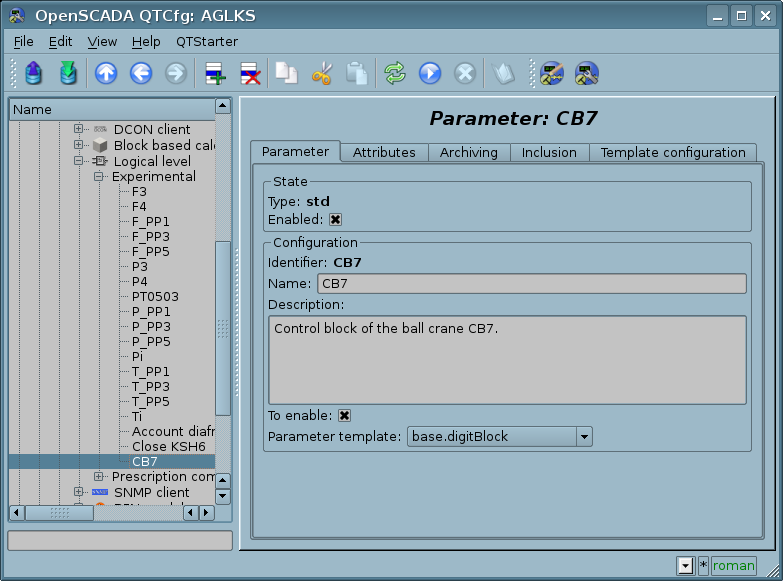 OpenSCADA QTCfg: AGLKS
File Edit View Help QTStarter
Name
DCON client
Block based calc
Logical level
Experimental
F3
F4
F_PP1
F_PP3
F_PP5
P3
P4
PT0503
P_PP1
P_PP3
P_PP5
Pi
T_PP1
T_PP3
T_PP5
Ti
Account diafr
Close KSH6
CB7
Prescription com
SNMP client
Parameter: CB7
Parameter Attributes Archiving Inclusion Template configuration
State
Type: std
Enabled:
Configuration
Identifier: CB7
Name: CB7
Description:
Control block of the ball crane CB7.
To enable:
Parameter template: base.digitBlock
* roman